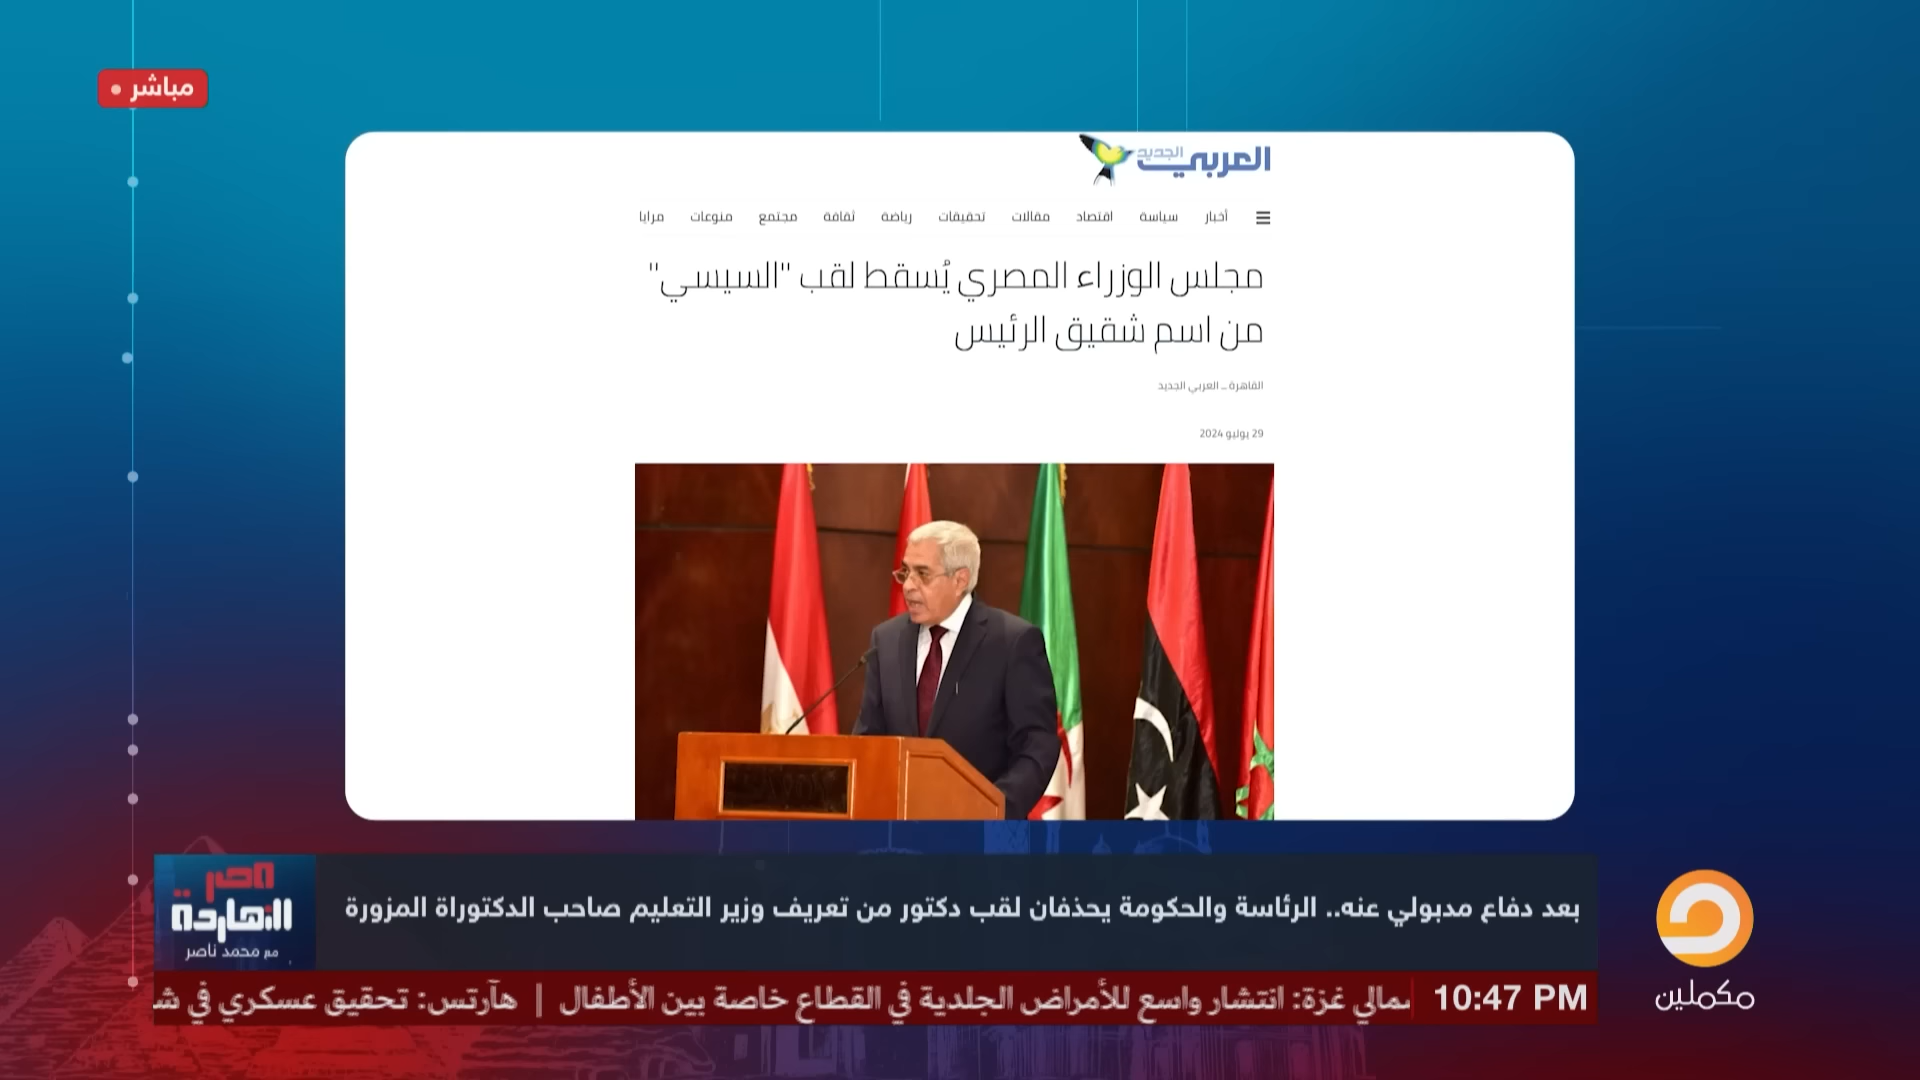 مباشر
العربي الجديد
أخبار سياسة اقتصاد مقالات تحقيقات رياضة ثقافة مجتمع منوعات مرايا
مجلس الوزراء المصري يُسقط لقب "السيسي"
من اسم شقيق الرئيس
القاهرة ــ العربي الجديد
29 يوليو 2024
مصر
النهاردة
مع محمد ناصر
بعد دفاع مدبولي عنه.. الرئاسة والحكومة يحذفان لقب دكتور من تعريف وزير التعليم صاحب الدكتوراة المزورة
10:47 PM
ـمالي غزة: انتشار واسع للأمراض الجلدية في القطاع خاصة بين الأطفال | هآرتس: تحقيق عسكري في شـ
مكملين